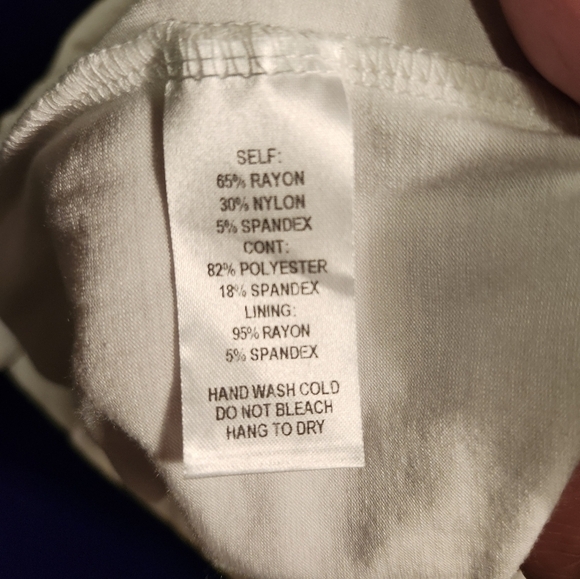 SELF:
65% RAYON
30% NYLON
5% SPANDEX
CONT:
82% POLYESTER
18% SPANDEX
LINING:
95% RAYON
5% SPANDEX
HAND WASH COLD
DO NOT BLEACH
HANG TO DRY